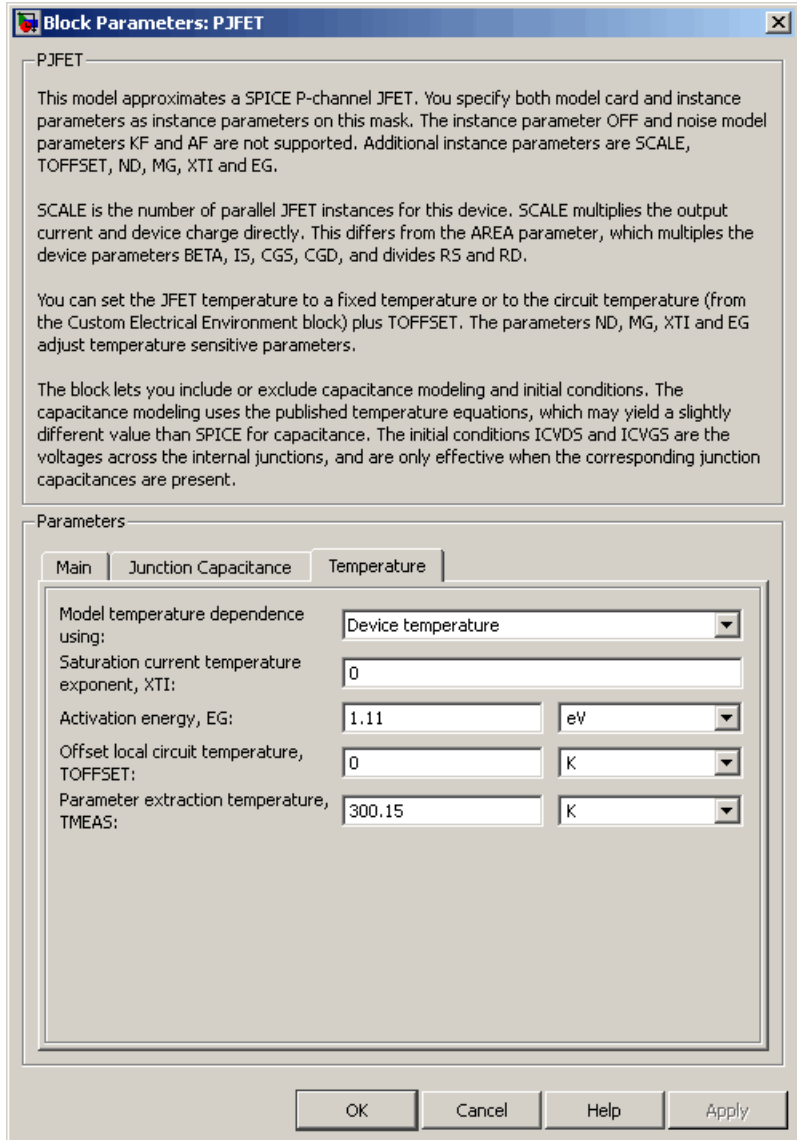 Block Parameters: PJFET
PJFET
This model approximates a SPICE P-channel JFET. You specify both model card and instance
parameters as instance parameters on this mask. The instance parameter OFF and noise model
parameters KF and AF are not supported. Additional instance parameters are SCALE,
TOFFSET, ND, MG, XTI and EG.
SCALE is the number of parallel JFET instances for this device. SCALE multiplies the output
current and device charge directly. This differs from the AREA parameter, which multiples the
device parameters BETA, IS, CGS, CGD, and divides RS and RD.
You can set the JFET temperature to a fixed temperature or to the circuit temperature (from
the Custom Electrical Environment block) plus TOFFSET. The parameters ND, MG, XTI and EG
adjust temperature sensitive parameters.
The block lets you include or exclude capacitance modeling and initial conditions. The
capacitance modeling uses the published temperature equations, which may yield a slightly
different value than SPICE for capacitance. The initial conditions ICVDS and ICVGS are the
voltages across the internal junctions, and are only effective when the corresponding junction
capacitances are present.
Parameters
Main Junction Capacitance Temperature
Model temperature dependence
using:
Device temperature
Saturation current temperature
exponent, XTI:
0
Activation energy, EG: 1.11 eV
Offset local circuit temperature,
TOFFSET:
0 K
Parameter extraction temperature,
TMEAS:
300.15 K
OK Cancel Help Apply